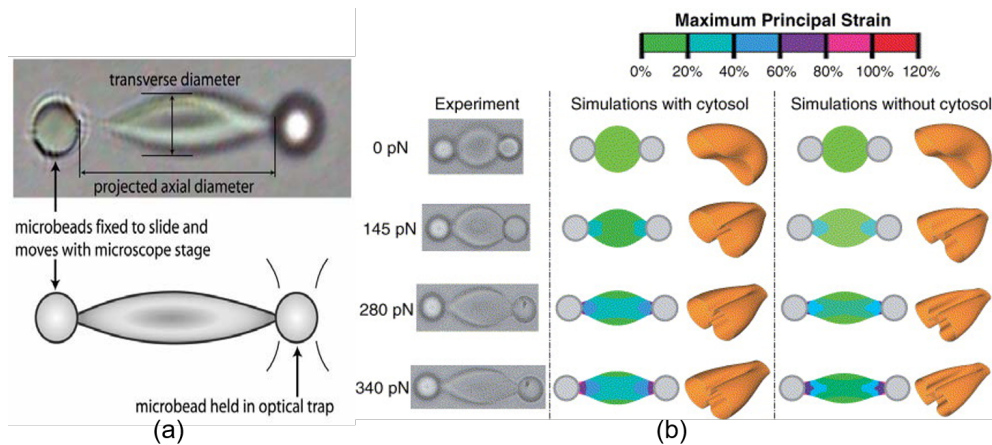 transverse diameter
projected axial diameter
microbeads fixed to slide and
moves with microscope stage
microbead held in optical trap
(a)
Maximum Principal Strain
0% 20% 40% 60% 80% 100% 120%
Experiment Simulations with cytosol Simulations without cytosol
0 pN
145 pN
280 pN
340 pN
(b)